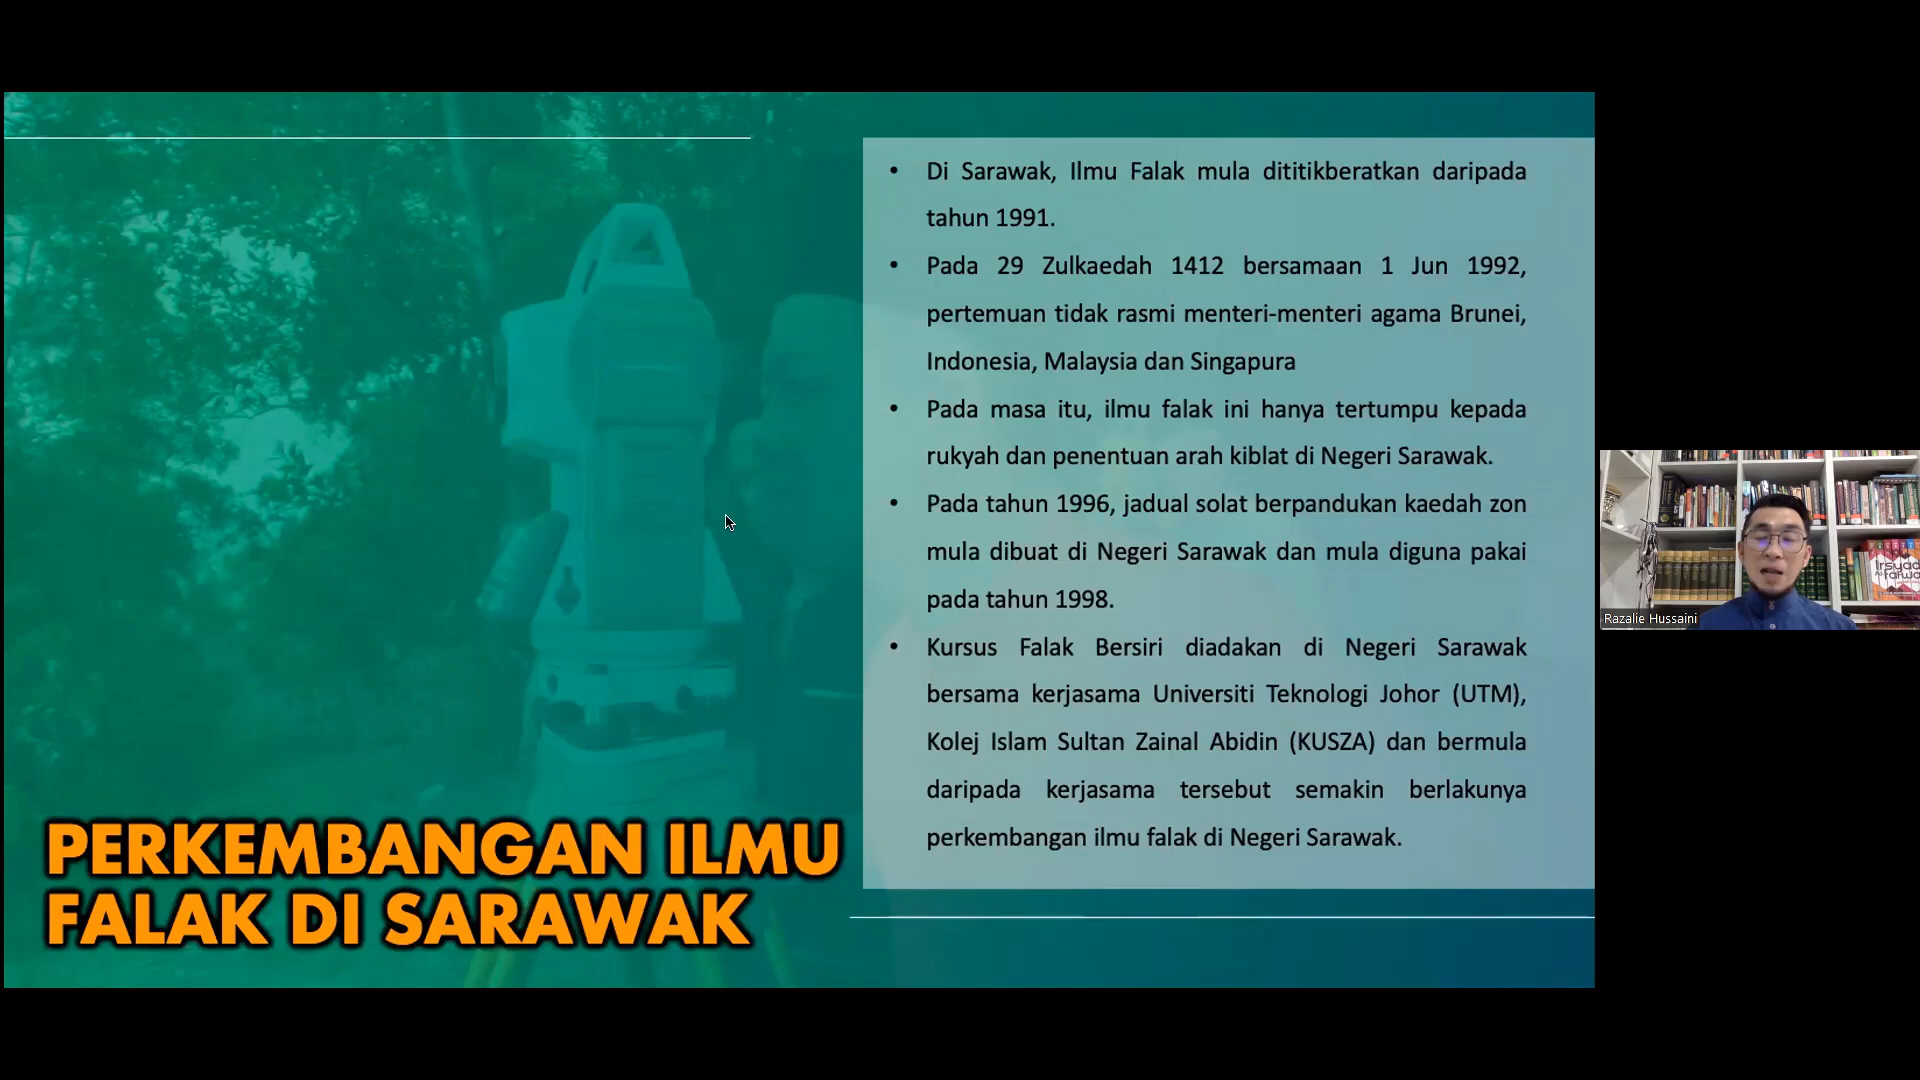 • Di Sarawak, Ilmu Falak mula dititikberatkan daripada
tahun 1991.
• Pada 29 Zulkaedah 1412 bersamaan 1 Jun 1992,
pertemuan tidak rasmi menteri-menteri agama Brunei,
Indonesia, Malaysia dan Singapura
• Pada masa itu, ilmu falak ini hanya tertumpu kepada
rukyah dan penentuan arah kiblat di Negeri Sarawak.
• Pada tahun 1996, jadual solat berpandukan kaedah zon
mula dibuat di Negeri Sarawak dan mula diguna pakai
pada tahun 1998.
• Kursus Falak Bersiri diadakan di Negeri Sarawak
bersama kerjasama Universiti Teknologi Johor (UTM),
Kolej Islam Sultan Zainal Abidin (KUSZA) dan bermula
daripada kerjasama tersebut semakin berlakunya
perkembangan ilmu falak di Negeri Sarawak.
PERKEMBANGAN ILMU
FALAK DI SARAWAK
Razalie Hussaini